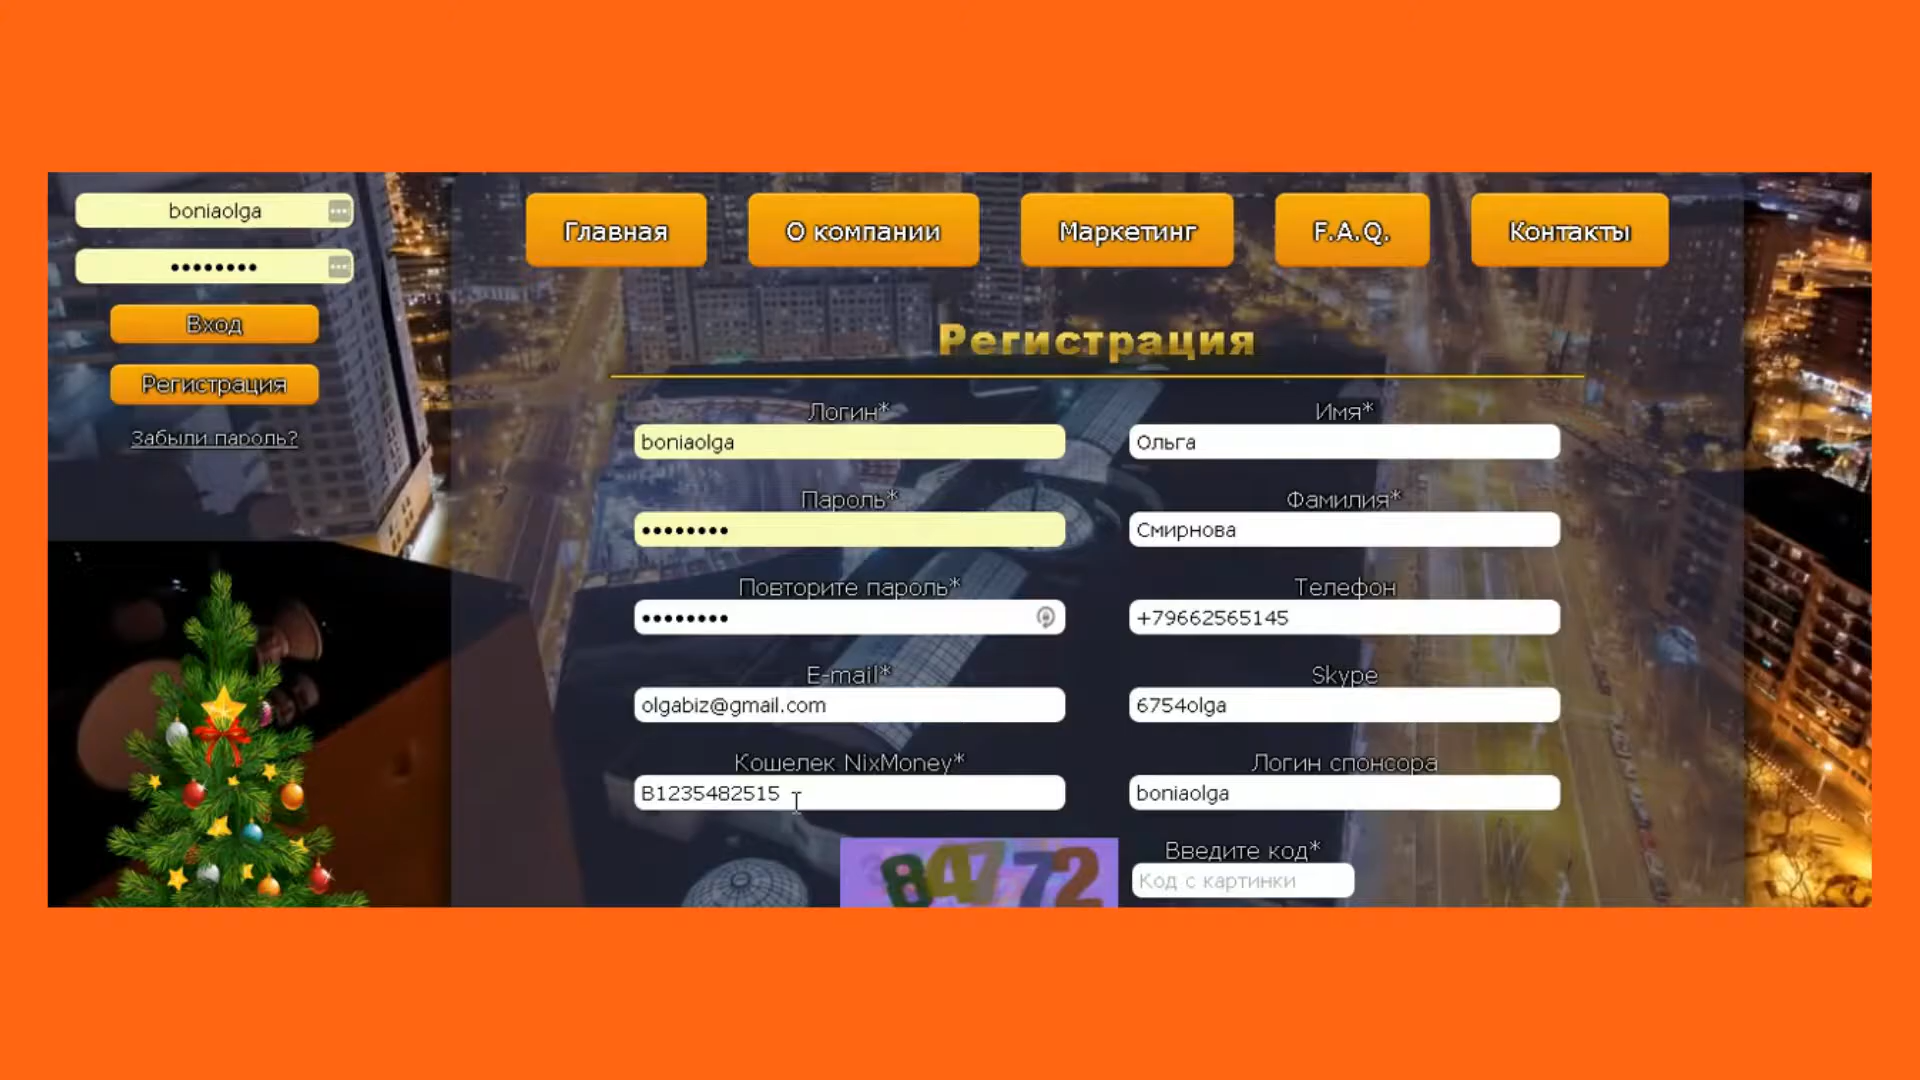 boniaolga
••••••••
Вход
Регистрация
Забыли пароль?
Главная
О компании
Маркетинг
F.A.Q.
Контакты
Регистрация
Логин*
boniaolga
Имя*
Ольга
Пароль*
••••••••
Фамилия*
Смирнова
Повторите пароль*
••••••••
Телефон
+79662565145
E-mail*
olgabiz@gmail.com
Skype
6754olga
Кошелек NixMoney*
B1235482515
Логин спонсора
boniaolga
84772
Введите код*
Код с картинки